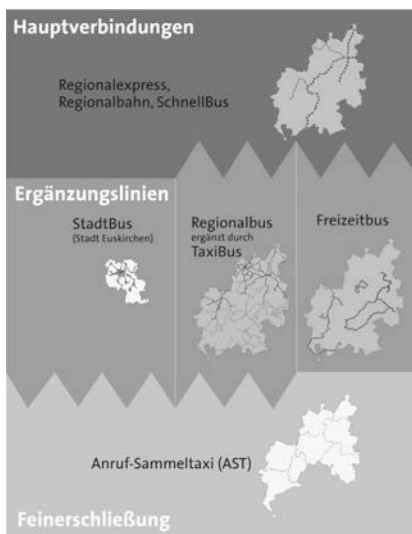 Hauptverbindungen
Regionalexpress,
Regionalbahn, SchnellBus
Ergänzungslinien
StadtBus
(Stadt Euskirchen)
Regionalbus
ergänzt durch
TaxiBus
Freizeitbus
Anruf-Sammeltaxi (AST)
Feinerschließung